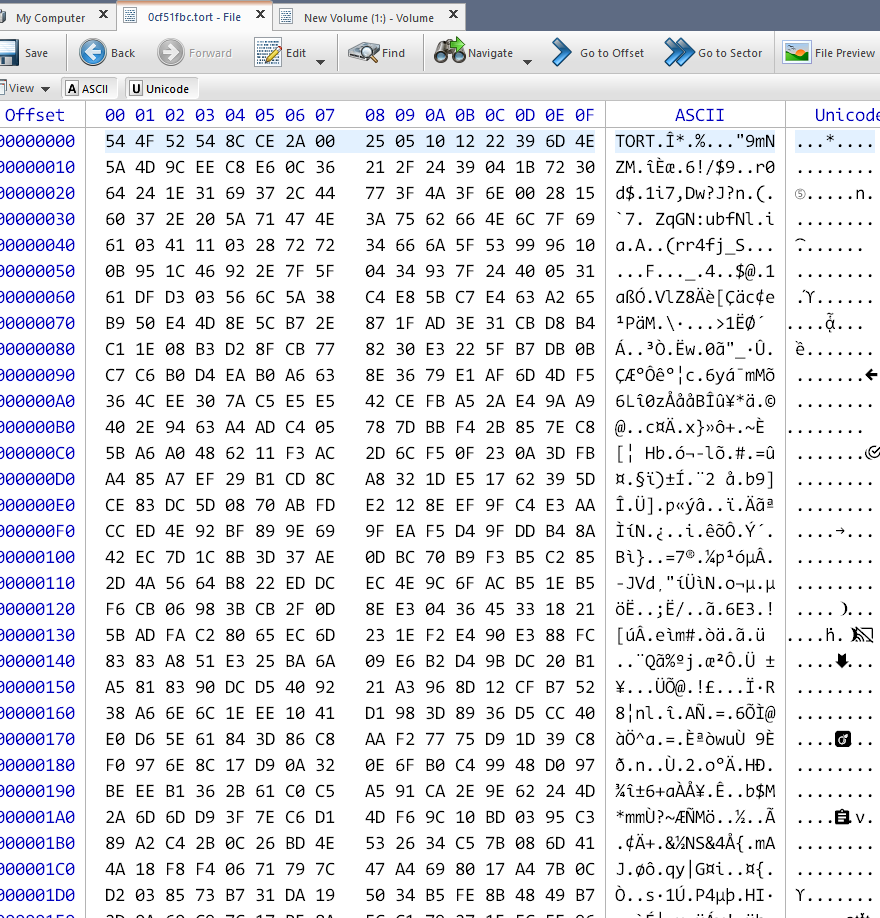 My Computer X 0cf51fbc.tort - File X New Volume (1:) - Volume X
Save Back Forward Edit Find Navigate Go to Offset Go to Sector File Preview
View A ASCII U Unicode
Offset 00 01 02 03 04 05 06 07 08 09 0A 0B 0C 0D 0E 0F ASCII Unicode
00000000 54 4F 52 54 8C CE 2A 00 25 05 10 12 22 39 6D 4E TORT.Î*.%..."9mN ...*....
00000010 5A 4D 9C EE C8 E6 0C 36 21 2F 24 39 04 1B 72 30 ZM.îÈæ.6!/$9..r0 ........
00000020 64 24 1E 31 69 37 2C 44 77 3F 4A 3F 6E 00 28 15 d$.1i7,Dw?J?n.(. ⑤.....n.
00000030 60 37 2E 20 5A 71 47 4E 3A 75 62 66 4E 6C 7F 69 `7. ZqGN:ubfNl.i ........
00000040 61 03 41 11 03 28 72 72 34 66 6A 5F 53 99 96 10 a.A..(rr4fj_S...
00000050 0B 95 1C 46 92 2E 7F 5F 04 34 93 7F 24 40 05 31 ...F..._.4..$@.1 ........
00000060 61 DF D3 03 56 6C 5A 38 C4 E8 5B C7 E4 63 A2 65 aßÓ.VlZ8Äè[Çäc¢e
00000070 B9 50 E4 4D 8E 5C B7 2E 87 1F AD 3E 31 CB D8 B4 ¹PäM.\·....>1ËØ´
00000080 C1 1E 08 B3 D2 8F CB 77 82 30 E3 22 5F B7 DB 0B Á..³Ò.Ëw.0ã"_·Û.
00000090 C7 C6 B0 D4 EA B0 A6 63 8E 36 79 E1 AF 6D 4D F5 ÇÆ°Ôê°¦c.6yá¯mMõ .......←
000000A0 36 4C EE 30 7A C5 E5 E5 42 CE FB A5 2A E4 9A A9 6Lî0zÅååBÎû¥*ä.© ........
000000B0 40 2E 94 63 A4 AD C4 05 78 7D BB F4 2B 85 7E C8 @..c¤Ä.x}»ô+.~È ........
000000C0 5B A6 A0 48 62 11 F3 AC 2D 6C F5 0F 23 0A 3D FB [¦ Hb.ó¬-lõ.#.=û
000000D0 A4 85 A7 EF 29 B1 CD 8C A8 32 1D E5 17 62 39 5D ¤.§ï)±Í.¨2 å.b9] ........
000000E0 CE 83 DC 5D 08 70 AB FD E2 12 8E EF 9F C4 E3 AA Î.Ü].p«ýâ..ï.Äãª ........
000000F0 CC ED 4E 92 BF 89 9E 69 9F EA F5 D4 9F DD B4 8A ÌíN.¿..i.êõÔ.Ý´. ....→...
00000100 42 EC 7D 1C 8B 3D 37 AE 0D BC 70 B9 F3 B5 C2 85 Bì}..=7®.¼p¹óµÂ. ........
00000110 2D 4A 56 64 B8 22 ED DC EC 4E 9C 6F AC B5 1E B5 -JVd¸"íÜìN.o¬µ.µ ........
00000120 F6 CB 06 98 3B CB 2F 0D 8E E3 04 36 45 33 18 21 öË..;Ë/..ã.6E3.!
00000130 5B AD FA C2 80 65 EC 6D 23 1E F2 E4 90 E3 88 FC [úÂ.eìm#.òä.ã.ü
00000140 83 83 A8 51 E3 25 BA 6A 09 E6 B2 D4 9B DC 20 B1 ..¨Qã%ºj.æ²Ô.Ü ±
00000150 A5 81 83 90 DC D5 40 92 21 A3 96 8D 12 CF B7 52 ¥...ÜÕ@.!£...Ï·R ........
00000160 38 A6 6E 6C 1E EE 10 41 D1 98 3D 89 36 D5 CC 40 8¦nl.î.AÑ.=.6ÕÌ@ ........
00000170 E0 D6 5E 61 84 3D 86 C8 AA F2 77 75 D9 1D 39 C8 àÖ^a.=.ÈªòwuÙ 9È
00000180 F0 97 6E 8C 17 D9 0A 32 0E 6F B0 C4 99 48 D0 97 ð.n..Ù.2.o°Ä.HÐ. ........
00000190 BE EE B1 36 2B 61 C0 C5 A5 91 CA 2E 9E 62 24 4D ¾î±6+aÀÅ¥.Ê..b$M ........
000001A0 2A 6D 6D D9 3F 7E C6 D1 4D F6 9C 10 BD 03 95 C3 *mmÙ?~ÆÑMö..½..Ã
000001B0 89 A2 C4 2B 0C 26 BD 4E 53 26 34 C5 7B 08 6D 41 .¢Ä+.&½NS&4Å{.mA ........
000001C0 4A 18 F8 F4 06 71 79 7C 47 A4 69 80 17 A4 7B 0C J.øô.qy|G¤i..¤{. ........
000001D0 D2 03 85 73 B7 31 DA 19 50 34 B5 FE 8B 48 49 B7 Ò..s·1Ú.P4µþ.HI·